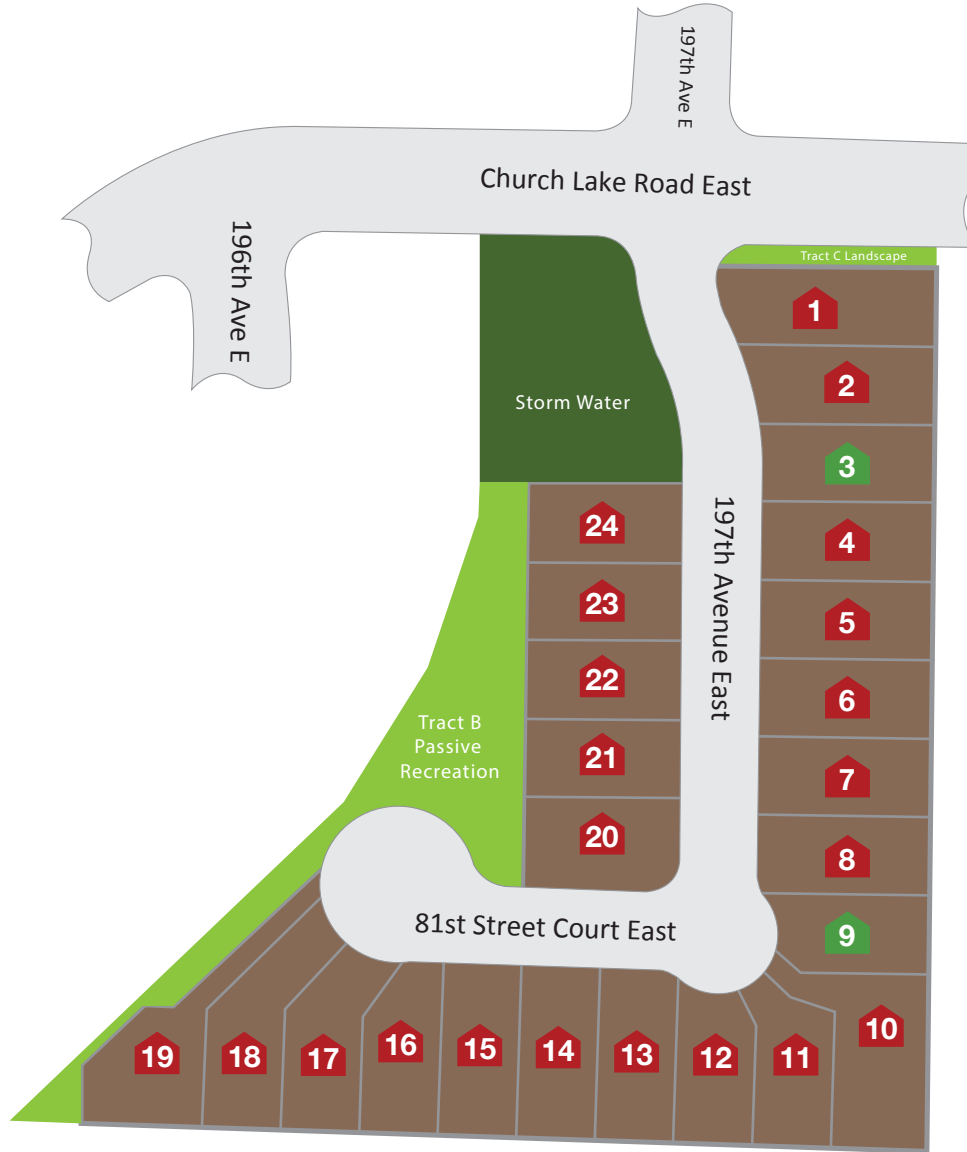 197th Ave E
Church Lake Road East
196th Ave E
Tract C Landscape
1
2
Storm Water
3
24
4
197th Avenue East
23
5
22
6
Tract B
Passive
Recreation
21
7
20
8
81st Street Court East
9
10
19
18
17
16
15
14
13
12
11